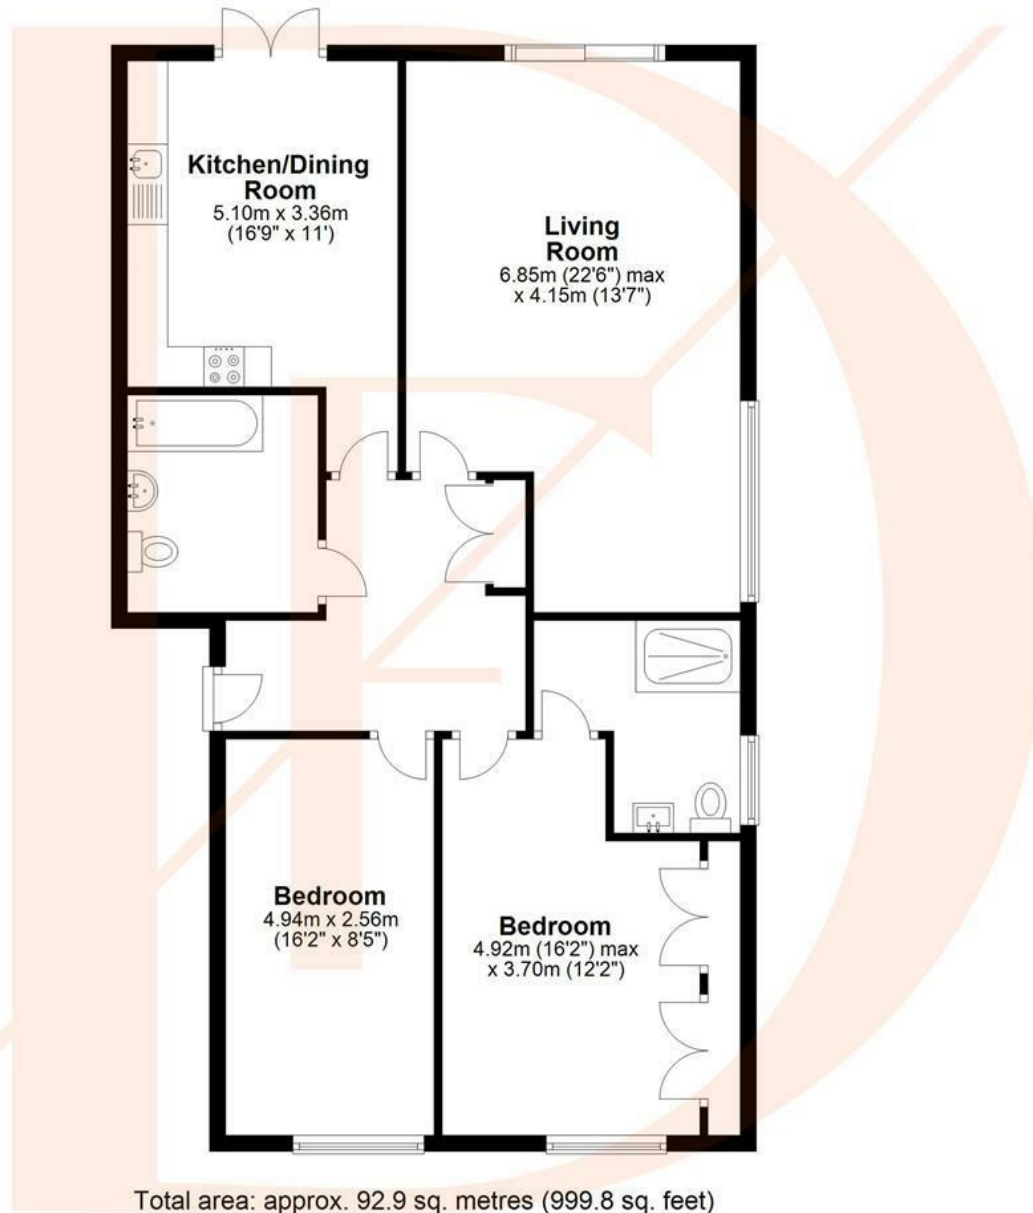 Kitchen/Dining
Room
5.10m x 3.36m
(16'9" x 11')
Living
Room
6.85m (22'6") max
x 4.15m (13'7")
Bedroom
4.94m x 2.56m
(16'2" x 8'5")
Bedroom
4.92m (16'2") max
x 3.70m (12'2")
Total area: approx. 92.9 sq. metres (999.8 sq. feet)